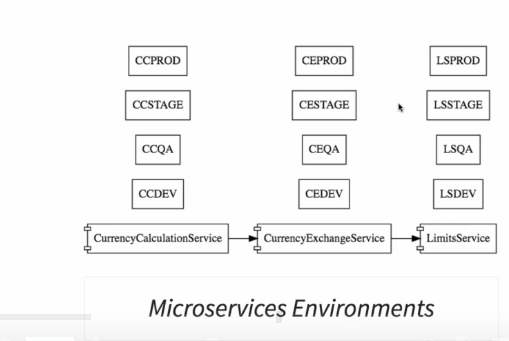 CCPROD CEPROD LSPROD
CCSTAGE CESTAGE LSSTAGE
CCQA CEQA LSQA
CCDEV CEDEV LSDEV
CurrencyCalculationService CurrencyExchangeService LimitsService
Microservices Environments